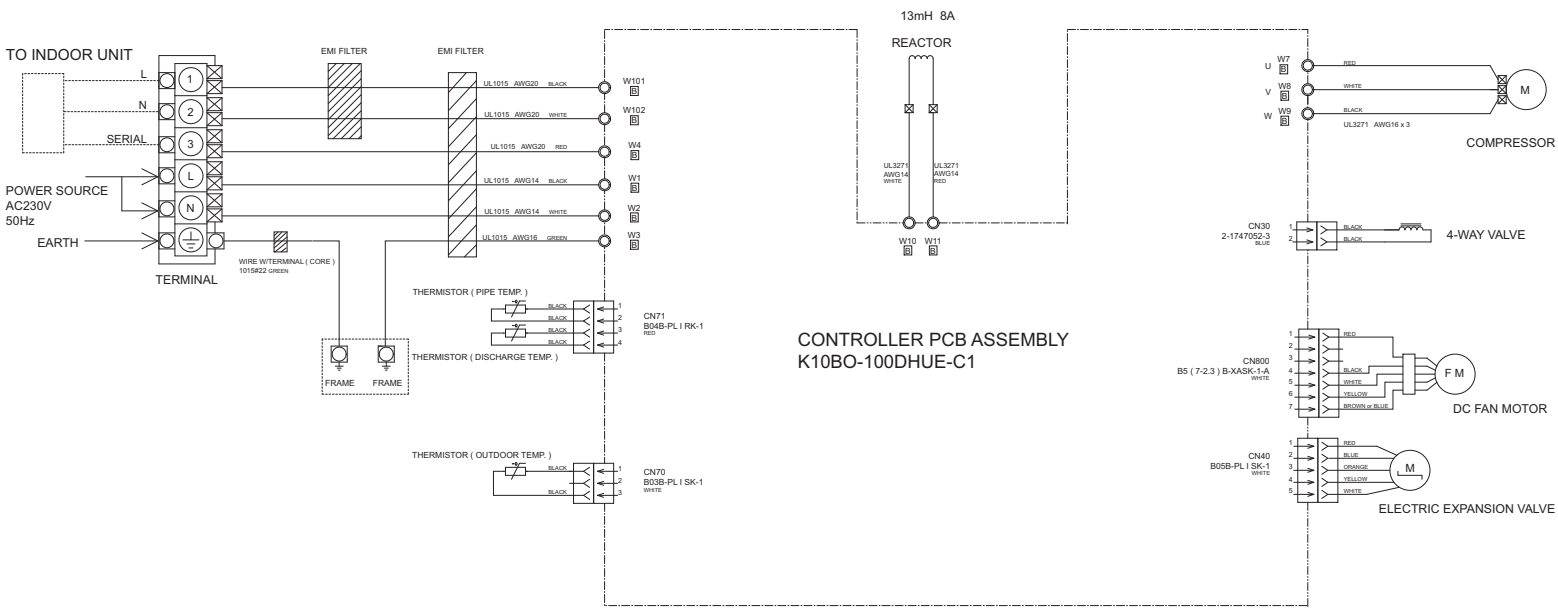 13mH 8A
REACTOR
TO INDOOR UNIT
EMI FILTER
EMI FILTER
L
N
SERIAL
1
2
3
L
N
POWER SOURCE
AC230V
50Hz
EARTH
TERMINAL
WIRE W/TERMINAL ( CORE )
1015#22 GREEN
UL1015 AWG20 BLACK
W101
B
UL1015 AWG20 WHITE
W102
B
UL1015 AWG20 RED
W4
B
UL1015 AWG14 BLACK
W1
B
UL1015 AWG14 WHITE
W2
B
UL1015 AWG16 GREEN
W3
B
FRAME
FRAME
THERMISTOR ( PIPE TEMP. )
BLACK
BLACK
BLACK
BLACK
1
2
3
4
CN71
B04B-PL I RK-1
RED
THERMISTOR ( DISCHARGE TEMP. )
THERMISTOR ( OUTDOOR TEMP. )
BLACK
BLACK
1
2
3
CN70
B03B-PL I SK-1
WHITE
UL3271
AWG14
WHITE
UL3271
AWG14
RED
W10
B
W11
B
CONTROLLER PCB ASSEMBLY
K10BO-100DHUE-C1
U
W7
B
RED
V
W8
B
WHITE
W
W9
B
BLACK
UL3271 AWG16 x 3
M
COMPRESSOR
CN30
2-1747052-3
BLUE
1
2
BLACK
BLACK
4-WAY VALVE
CN800
B5 ( 7-2.3 ) B-XASK-1-A
WHITE
1
2
3
4
5
6
7
RED
BLACK
WHITE
YELLOW
BROWN or BLUE
F M
DC FAN MOTOR
CN40
B05B-PL I SK-1
WHITE
1
2
3
4
5
RED
BLUE
ORANGE
YELLOW
WHITE
M
ELECTRIC EXPANSION VALVE